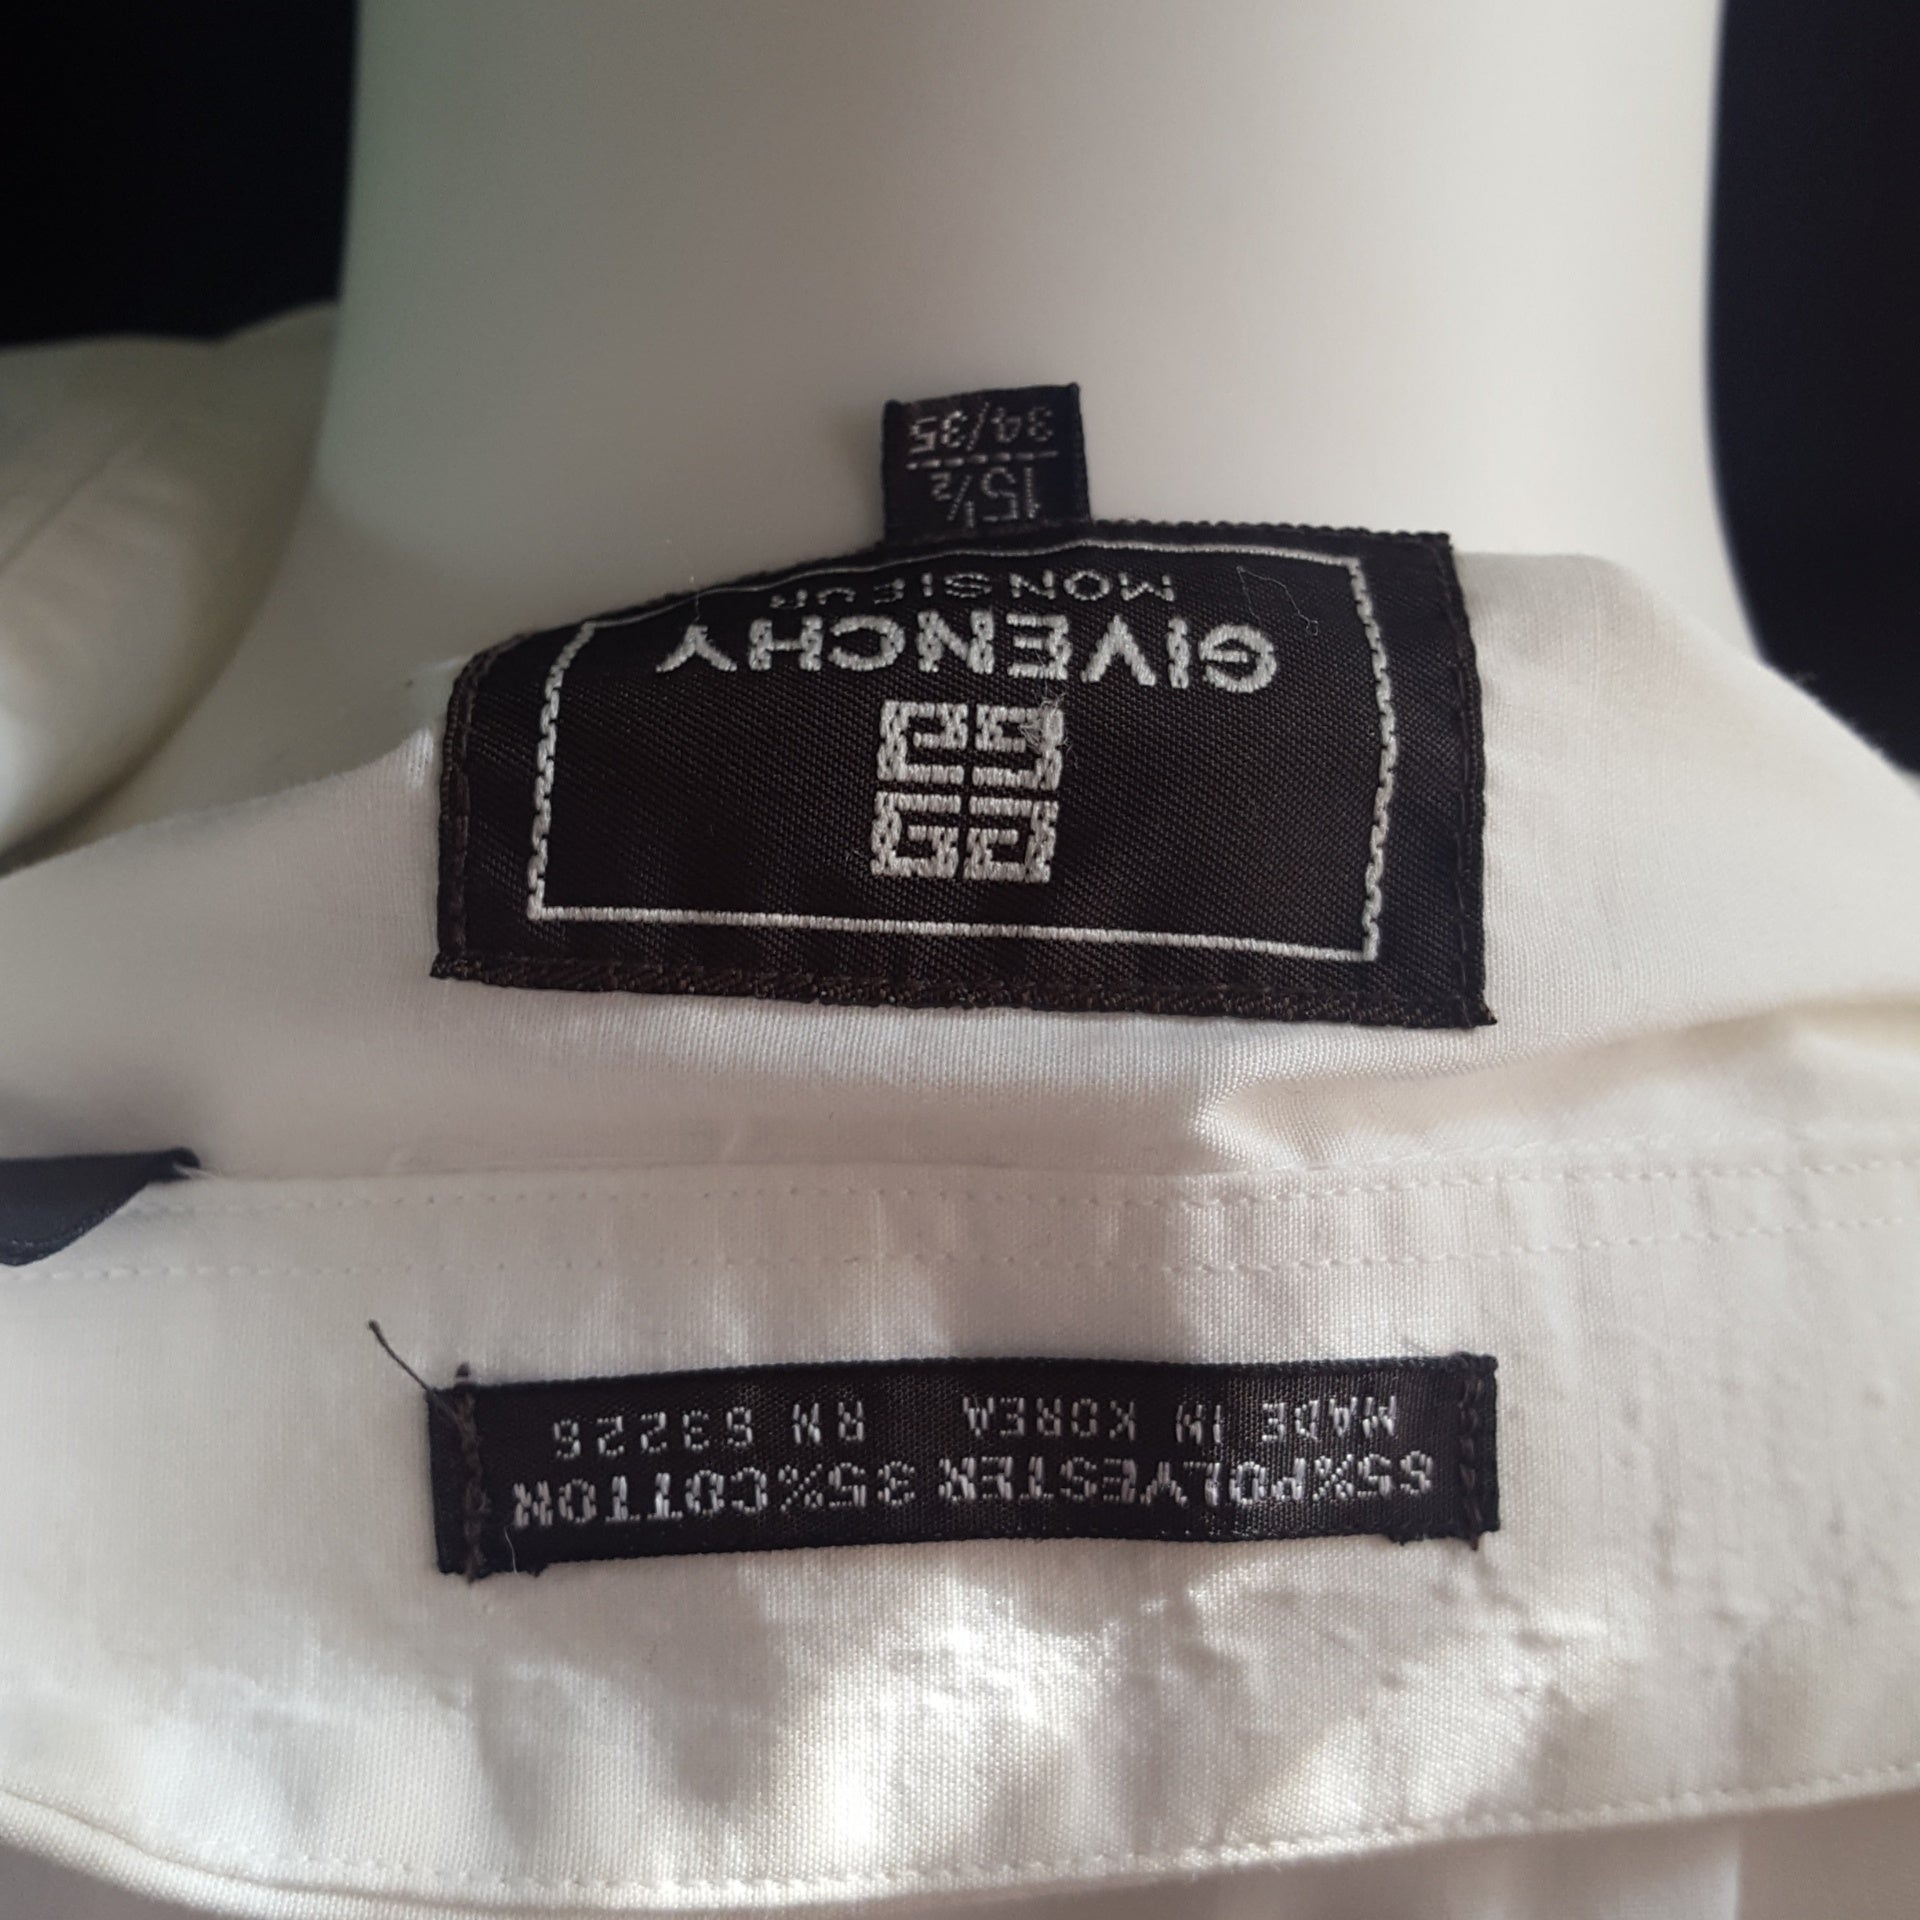 65%POLYESTER 35%COTTON
MADE IN KOREA RN 53226
GIVENCHY
MONSIEUR
15½
34/35